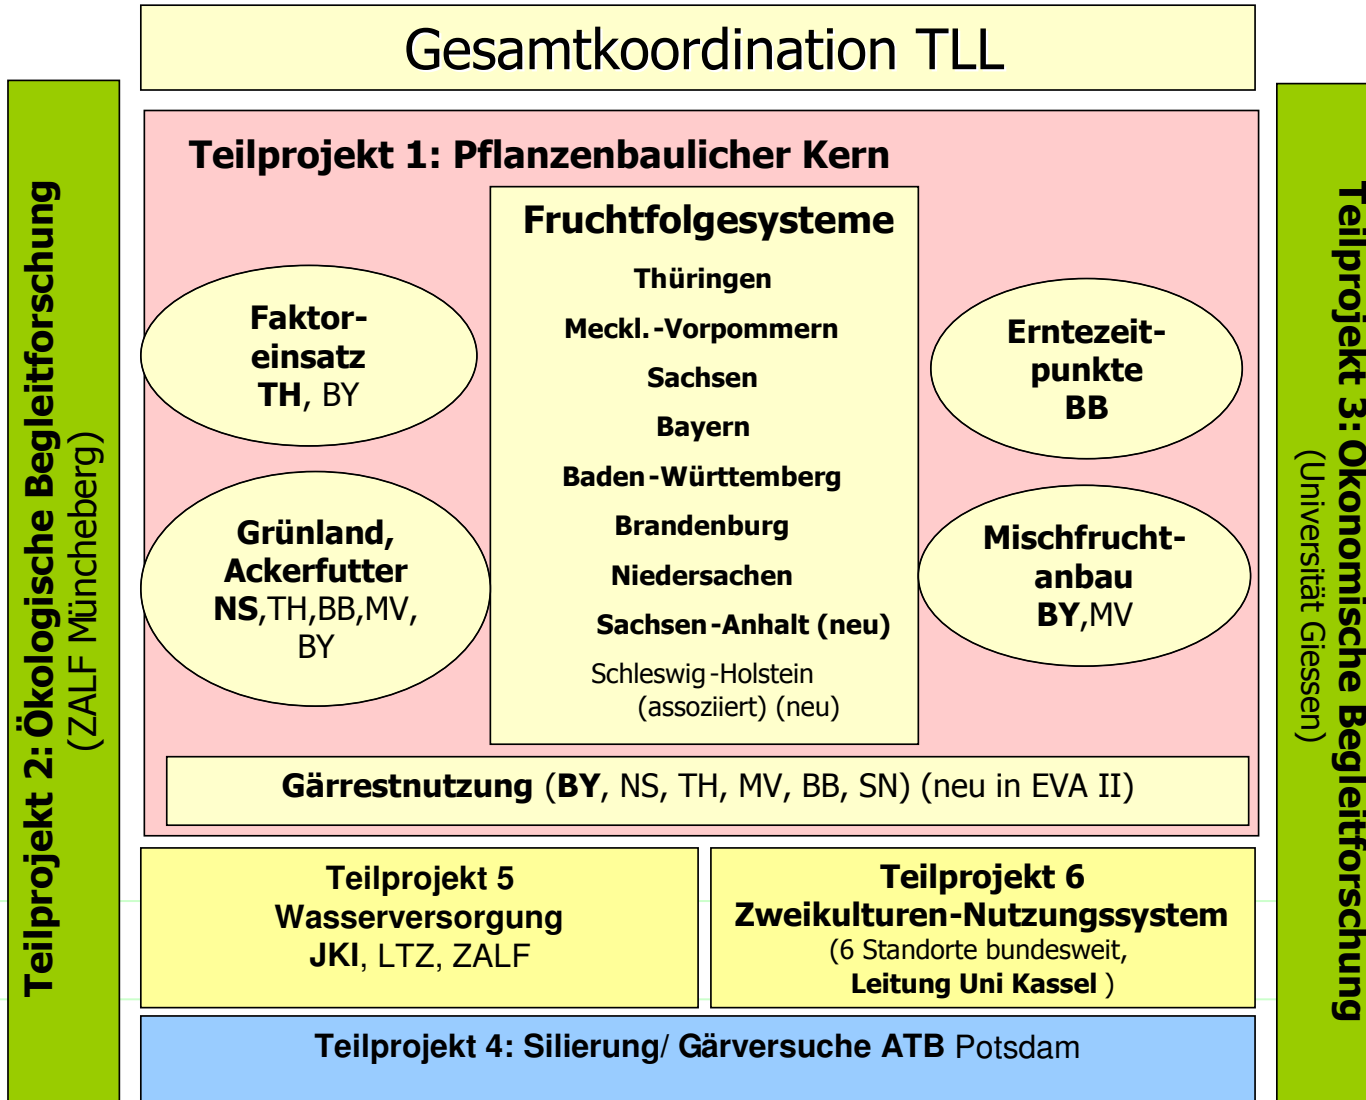 Gesamtkoordination TLL
Teilprojekt 2: Ökologische Begleitforschung
(ZALF Müncheberg)
Teilprojekt 1: Pflanzenbaulicher Kern
Faktor-
einsatz
TH, BY
Grünland,
Ackerfutter
NS,TH,BB,MV,
BY
Fruchtfolgesysteme
Thüringen
Meckl.-Vorpommern
Sachsen
Bayern
Baden-Württemberg
Brandenburg
Niedersachen
Sachsen-Anhalt (neu)
Schleswig-Holstein
(assoziiert) (neu)
Erntezeit-
punkte
BB
Mischfrucht-
anbau
BY,MV
Gärrestnutzung (BY, NS, TH, MV, BB, SN) (neu in EVA II)
Teilprojekt 5
Wasserversorgung
JKI, LTZ, ZALF
Teilprojekt 6
Zweikulturen-Nutzungssystem
(6 Standorte bundesweit,
Leitung Uni Kassel )
Teilprojekt 4: Silierung/ Gärversuche ATB Potsdam
Teilprojekt 3: Ökonomische Begleitforschung
(Universität Giessen)